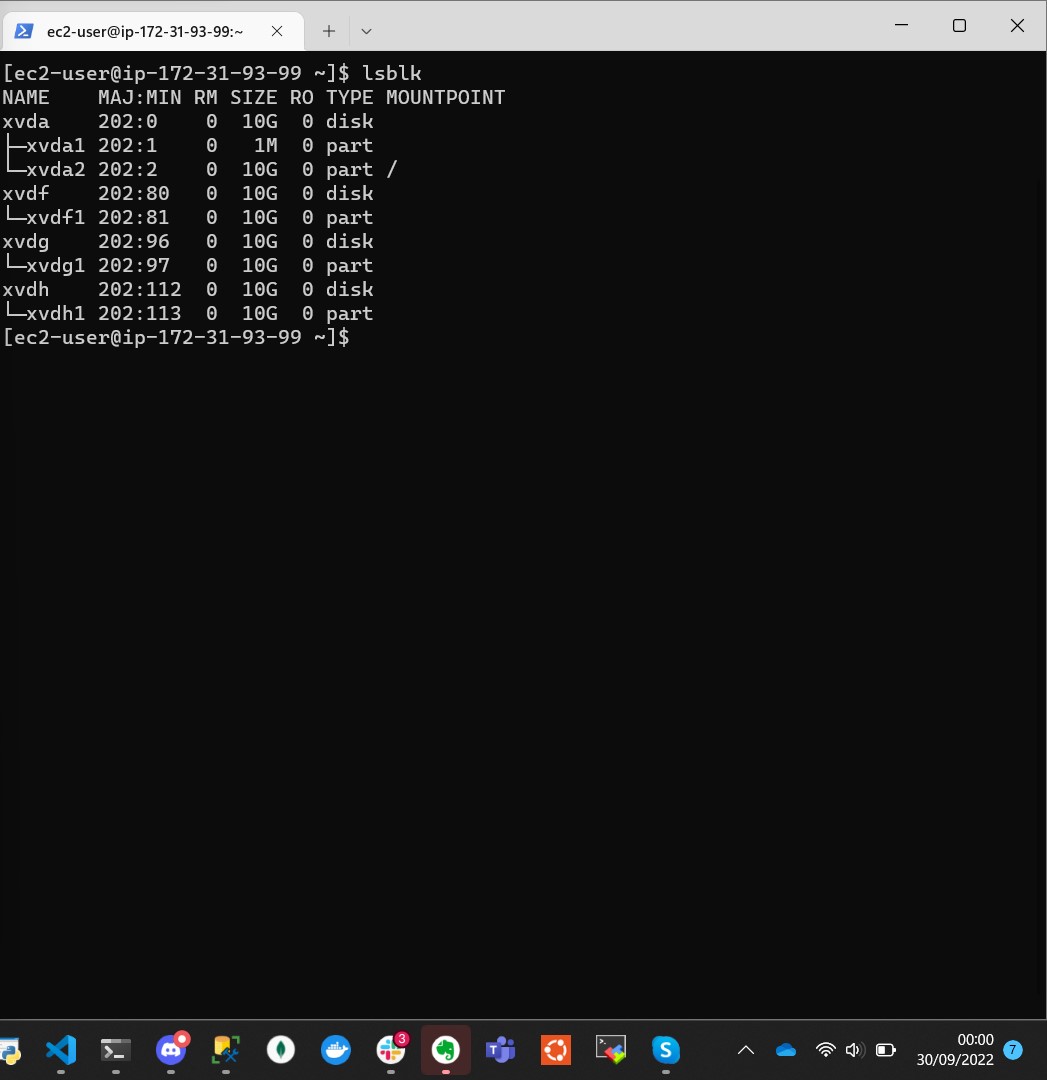 ec2-user@ip-172-31-93-99:~
[ec2-user@ip-172-31-93-99 ~]$ lsblk
NAME    MAJ:MIN RM SIZE RO TYPE MOUNTPOINT
xvda    202:0    0  10G  0 disk
├─xvda1 202:1    0   1M  0 part
└─xvda2 202:2    0  10G  0 part /
xvdf    202:80   0  10G  0 disk
└─xvdf1 202:81   0  10G  0 part
xvdg    202:96   0  10G  0 disk
└─xvdg1 202:97   0  10G  0 part
xvdh    202:112  0  10G  0 disk
└─xvdh1 202:113  0  10G  0 part
[ec2-user@ip-172-31-93-99 ~]$
3
00:00
30/09/2022
7